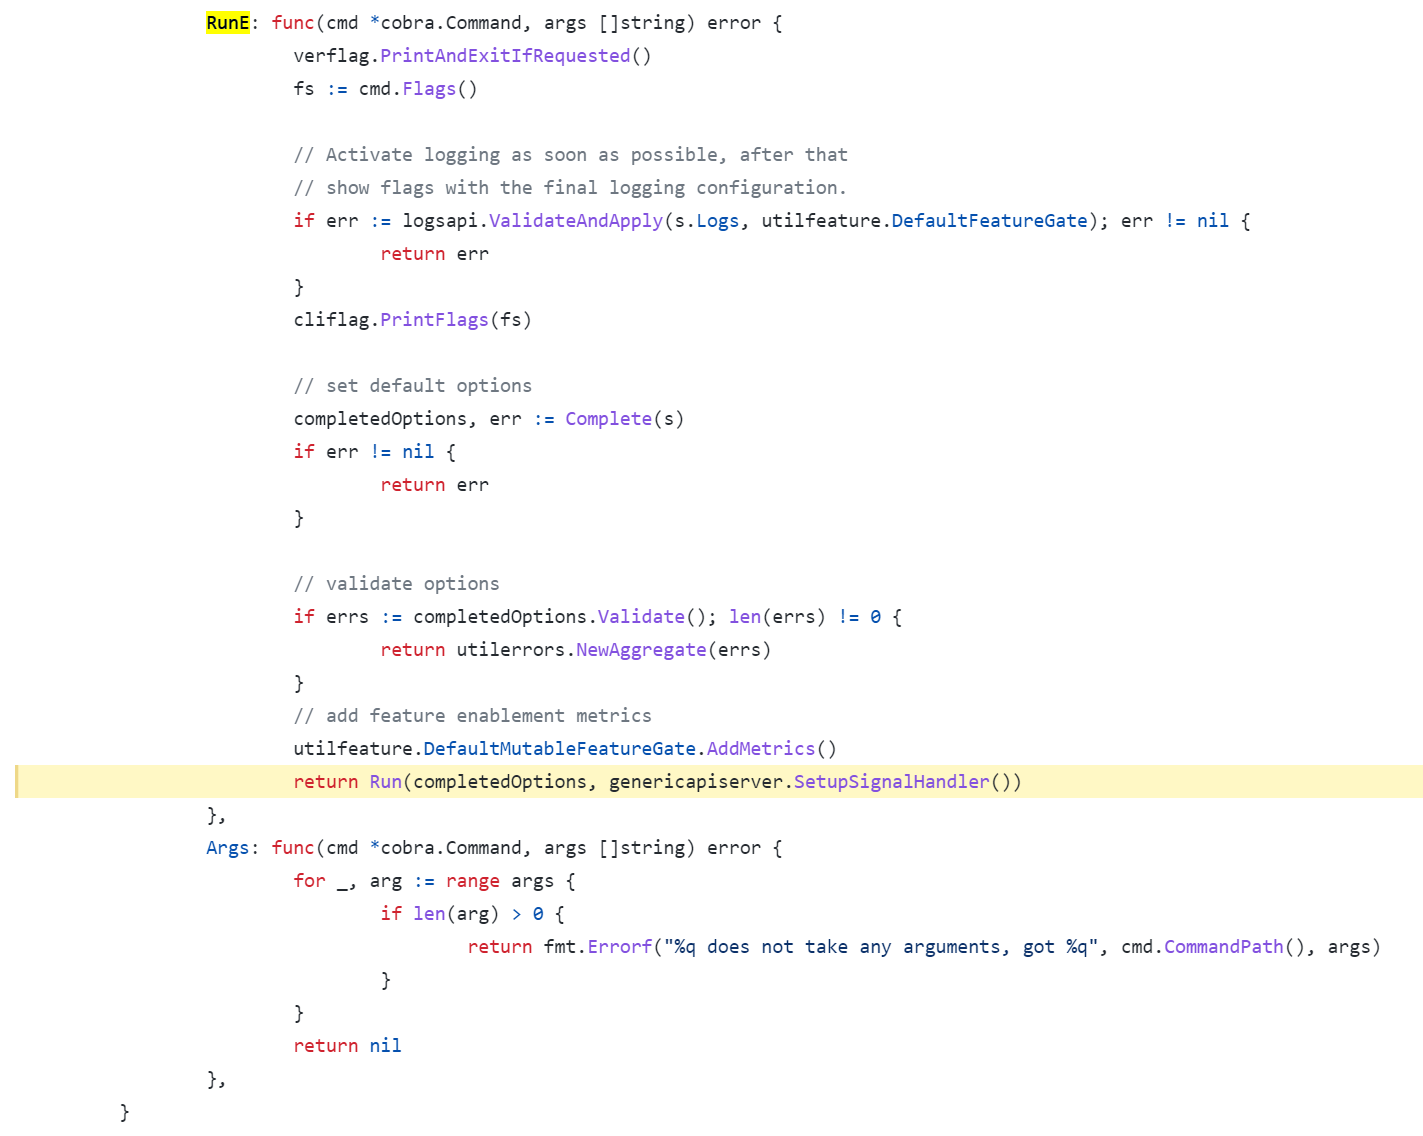 RunE: func(cmd *cobra.Command, args []string) error {
verflag.PrintAndExitIfRequested()
fs := cmd.Flags()
// Activate logging as soon as possible, after that
// show flags with the final logging configuration.
if err := logsapi.ValidateAndApply(s.Logs, utilfeature.DefaultFeatureGate); err != nil {
return err
}
cliflag.PrintFlags(fs)
// set default options
completedOptions, err := Complete(s)
if err != nil {
return err
}
// validate options
if errs := completedOptions.Validate(); len(errs) != 0 {
return utilerrors.NewAggregate(errs)
}
// add feature enablement metrics
utilfeature.DefaultMutableFeatureGate.AddMetrics()
return Run(completedOptions, genericapiserver.SetupSignalHandler())
},
Args: func(cmd *cobra.Command, args []string) error {
for _, arg := range args {
if len(arg) > 0 {
return fmt.Errorf("%q does not take any arguments, got %q", cmd.CommandPath(), args)
}
}
return nil
},
}